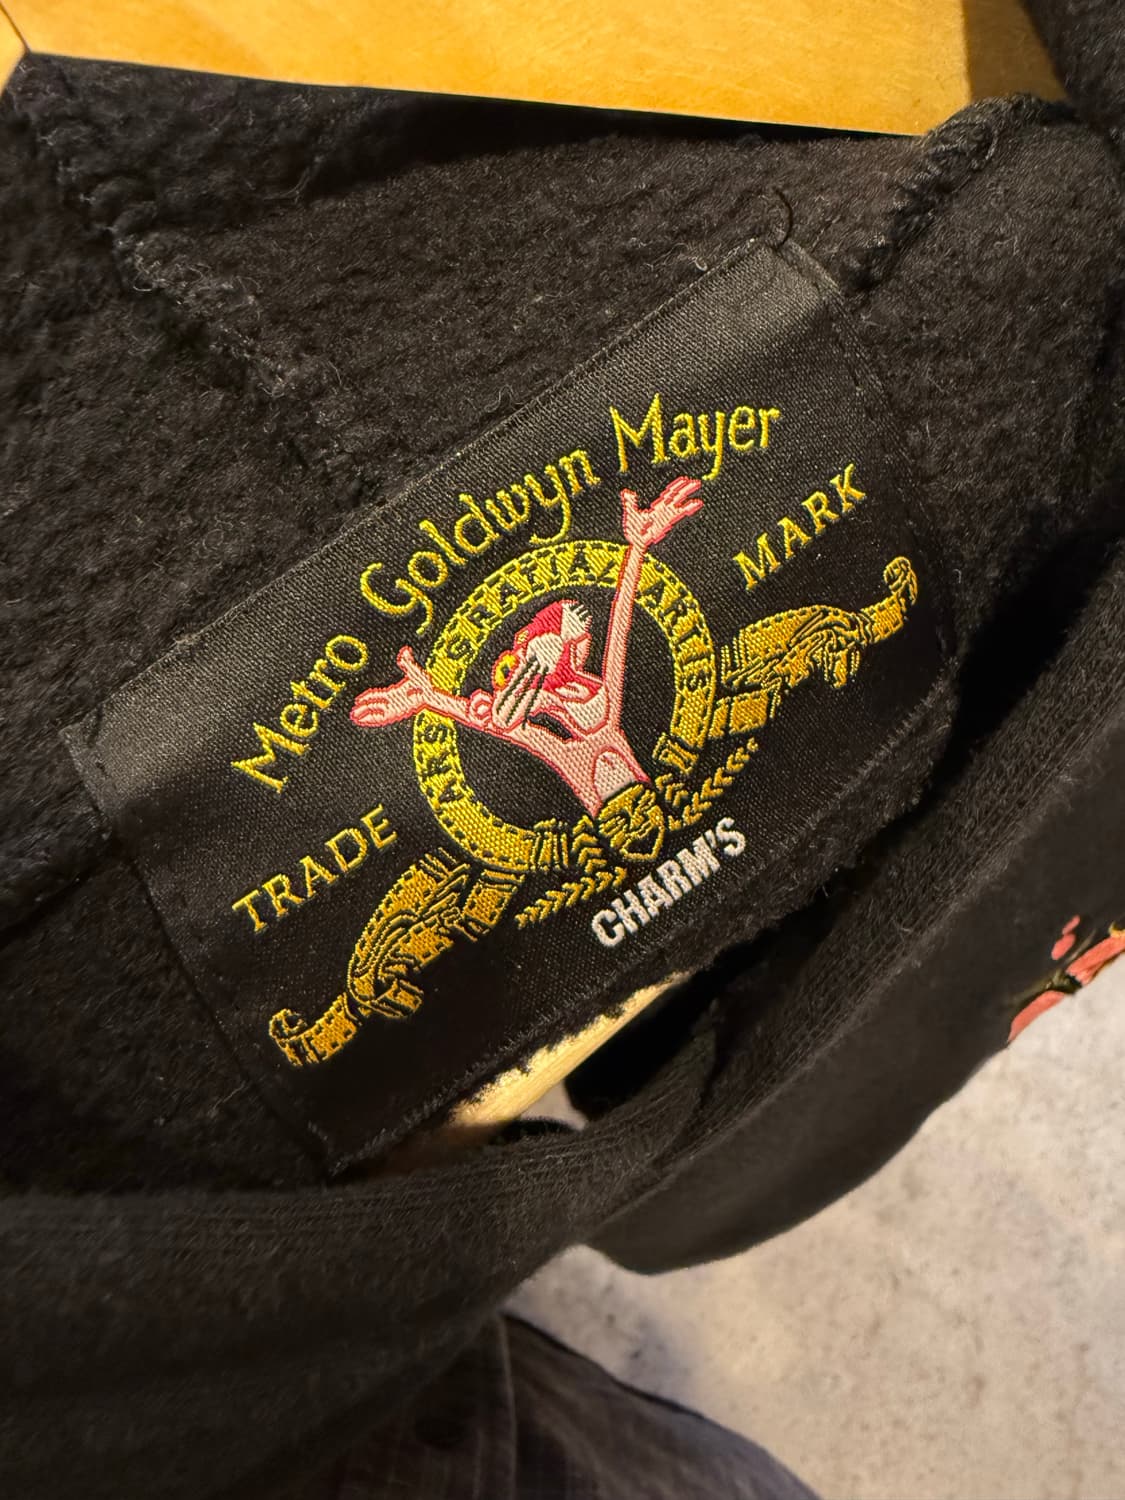 Metro Goldwyn Mayer
TRADE MARK
ARS GRATIA ARTIS
CHARM'S